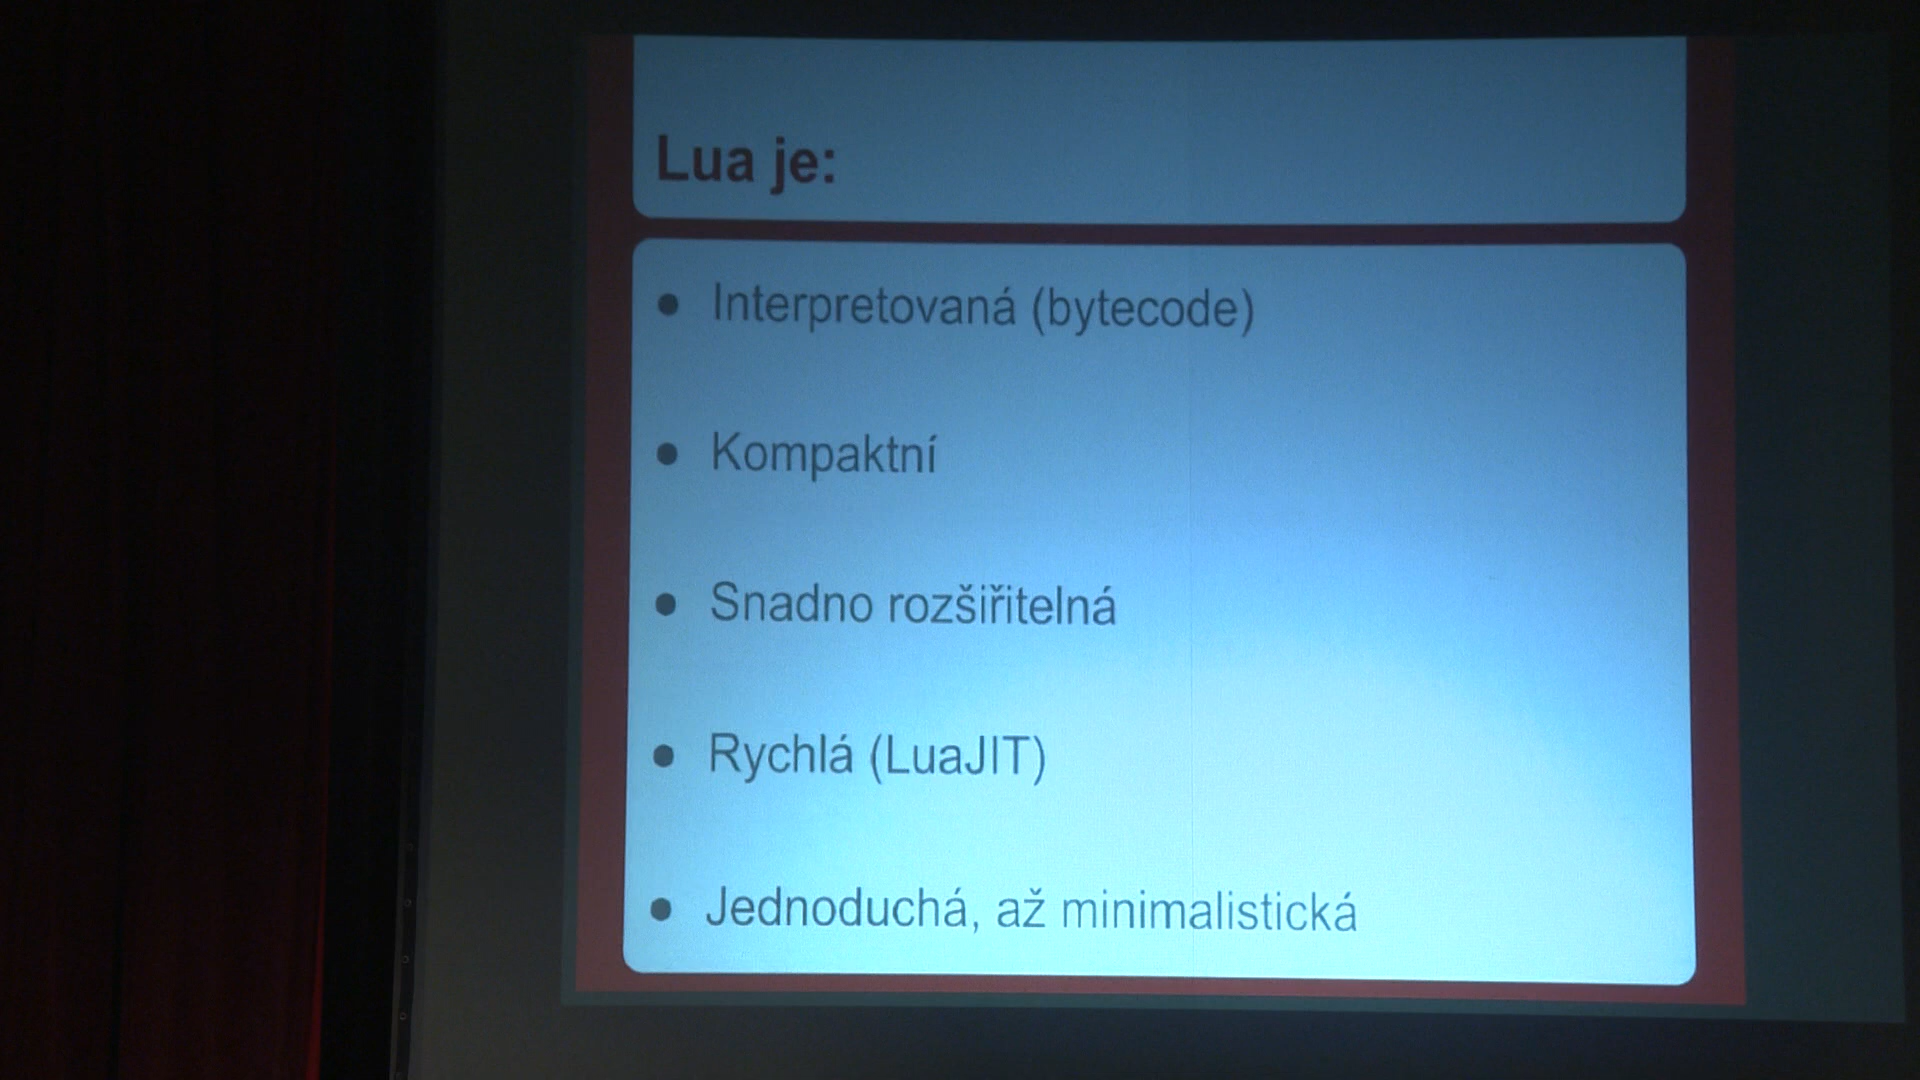 Lua je:
● Interpretovaná (bytecode)
● Kompaktní
● Snadno rozšiřitelná
● Rychlá (LuaJIT)
● Jednoduchá, až minimalistická